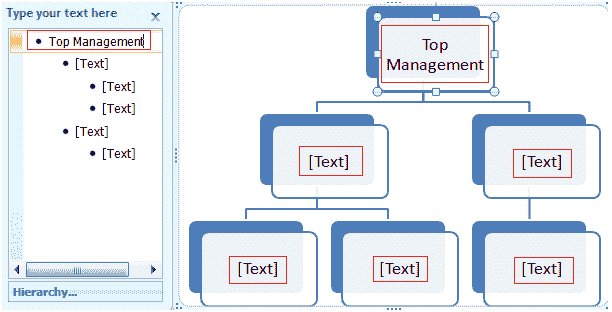 Type your text here
Top Management
[Text]
[Text]
[Text]
[Text]
[Text]
Hierarchy...
Top
Management
[Text]
[Text]
[Text]
[Text]
[Text]